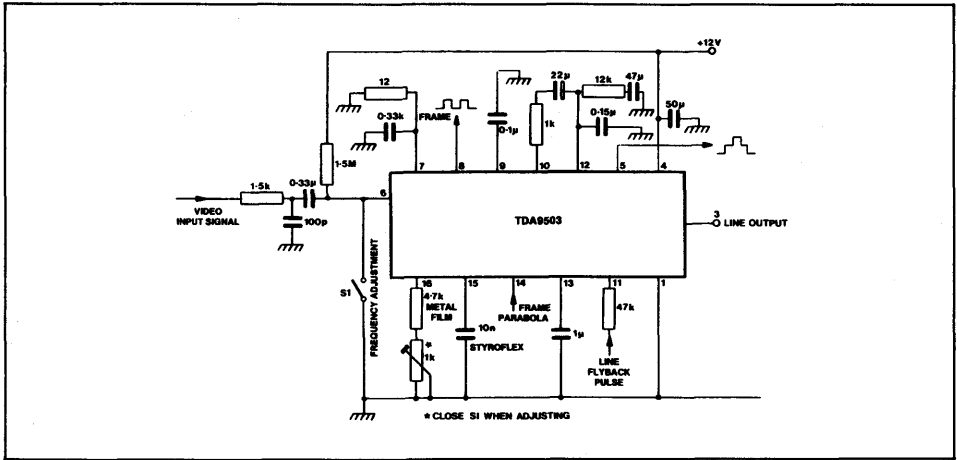 +12V
12
22μ
12k
47μ
0·33k
FRAME
0·1μ
1k
0·15μ
50μ
1·5M
7
8
9
10
12
5
4
1·5k
0·33μ
6
VIDEO
INPUT SIGNAL
100p
TDA9503
3
LINE OUTPUT
S1
FREQUENCY ADJUSTMENT
16
15
14
13
11
1
4·7k
METAL
FILM
*
1k
10n
STYROFLEX
FRAME
PARABOLA
1μ
47k
LINE
FLYBACK
PULSE
* CLOSE SI WHEN ADJUSTING